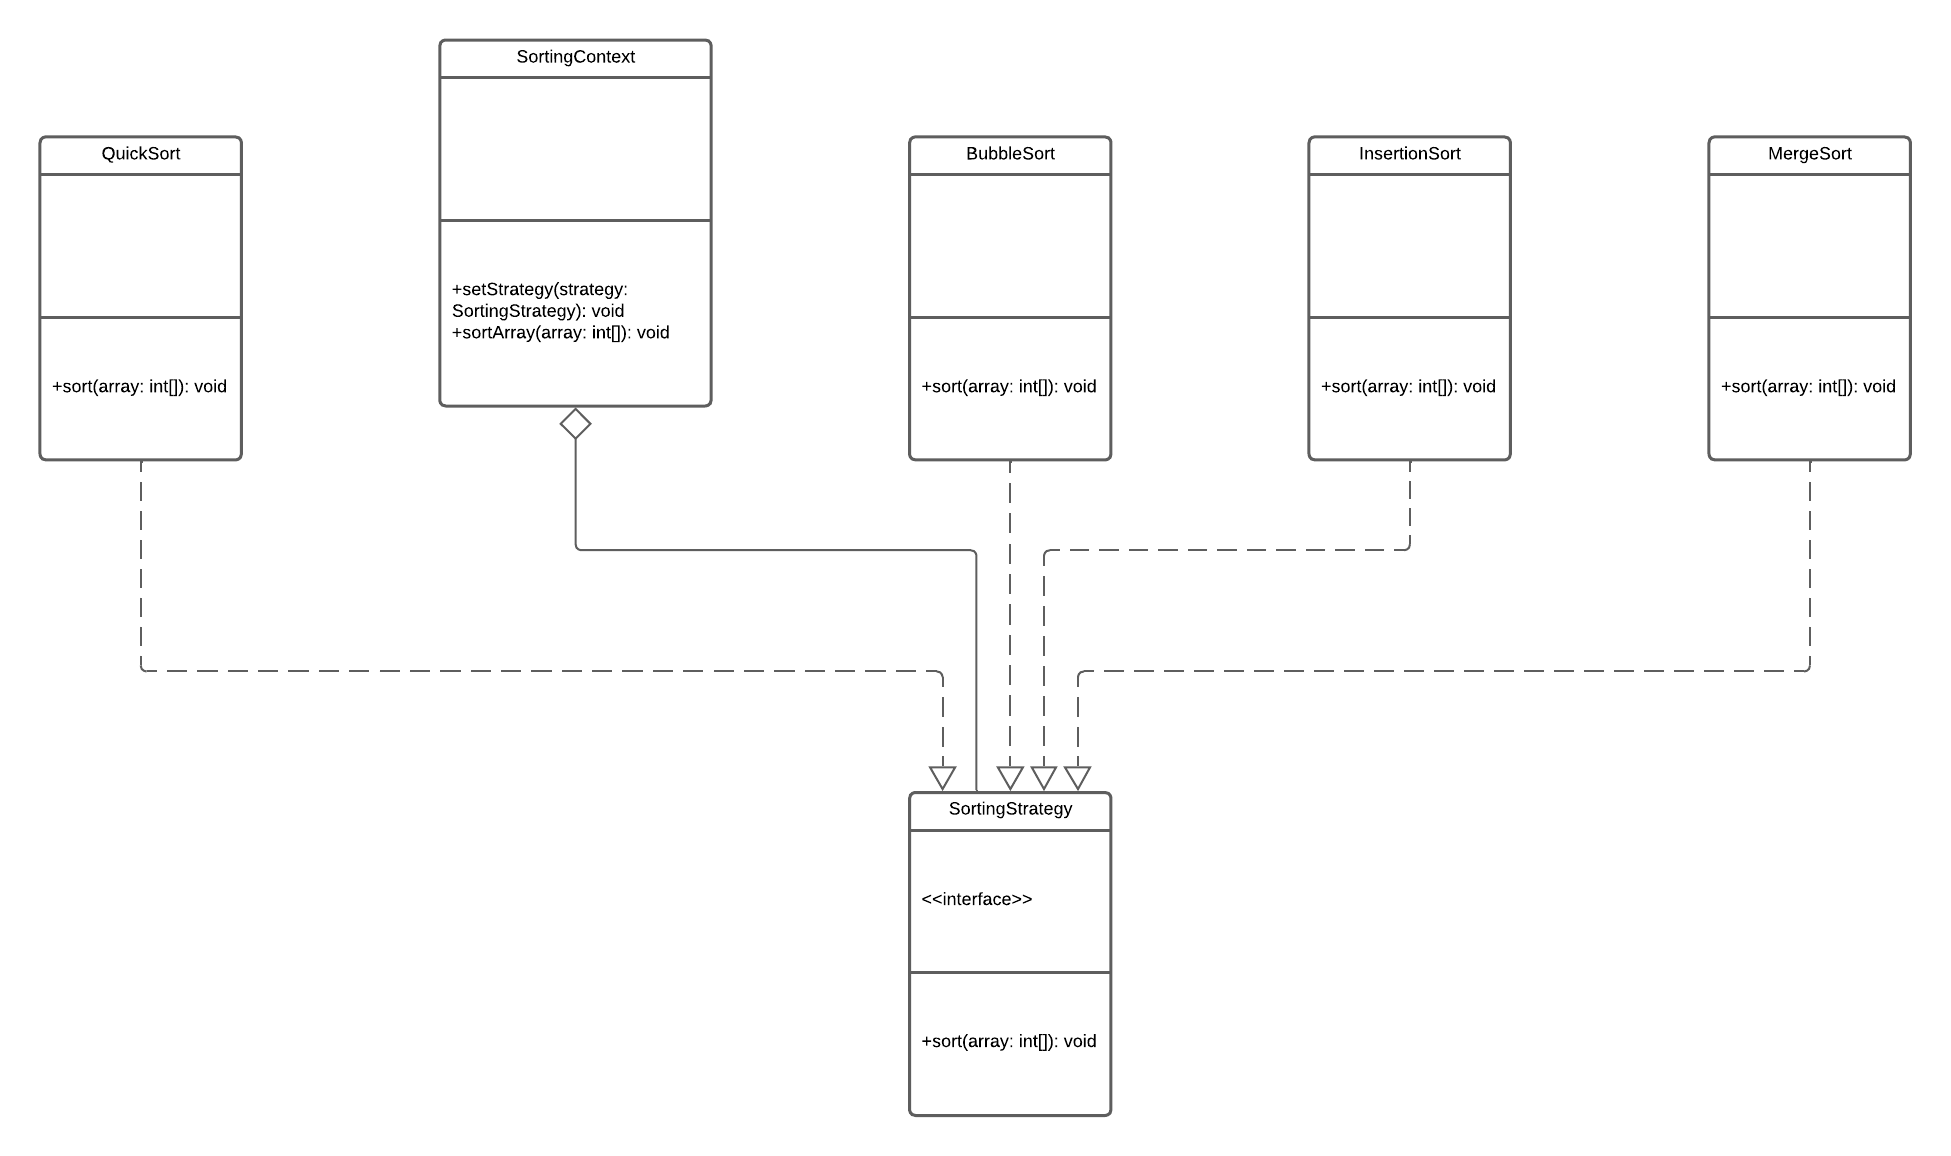 SortingContext
+setStrategy(strategy:
SortingStrategy): void
+sortArray(array: int[]): void
QuickSort
+sort(array: int[]): void
BubbleSort
+sort(array: int[]): void
InsertionSort
+sort(array: int[]): void
MergeSort
+sort(array: int[]): void
SortingStrategy
<<interface>>
+sort(array: int[]): void